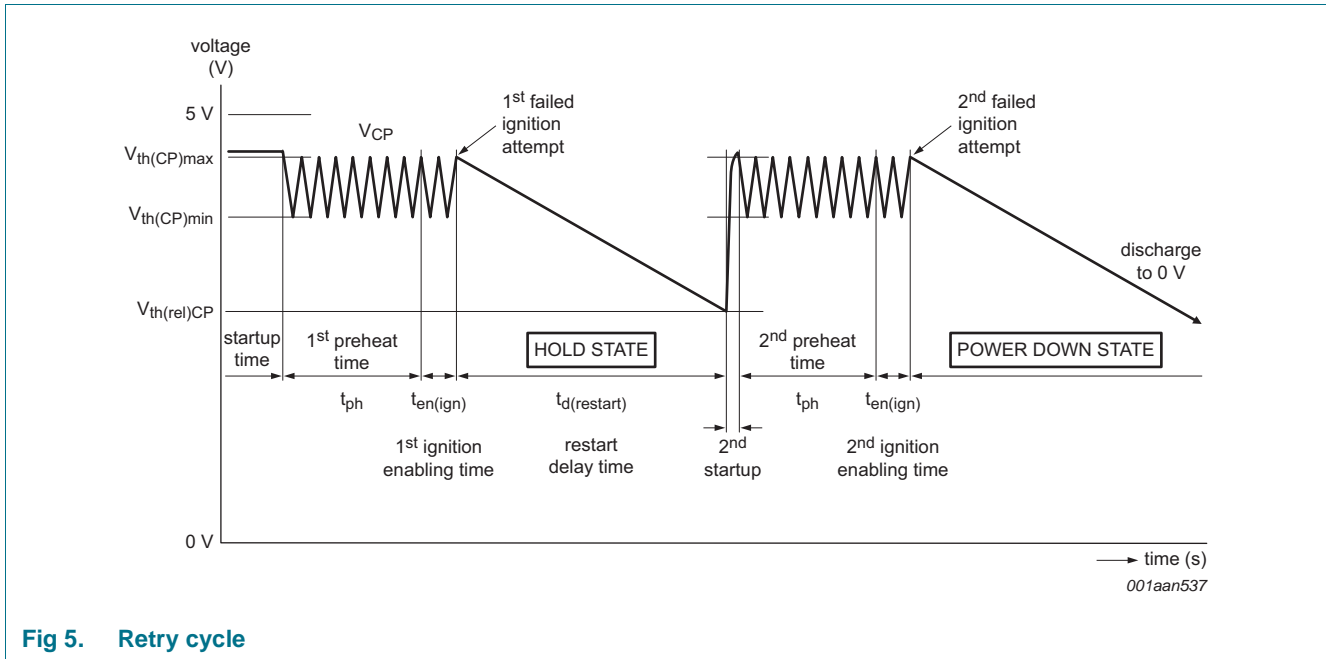 voltage
(V)
5 V
VCP
1st failed
ignition
attempt
2nd failed
ignition
attempt
Vth(CP)max
Vth(CP)min
discharge
to 0 V
Vth(rel)CP
startup
time
1st preheat
time
HOLD STATE
2nd preheat
time
POWER DOWN STATE
tph
ten(ign)
td(restart)
tph
ten(ign)
1st ignition
enabling time
restart
delay time
2nd
startup
2nd ignition
enabling time
0 V
time (s)
001aan537
Fig 5. Retry cycle